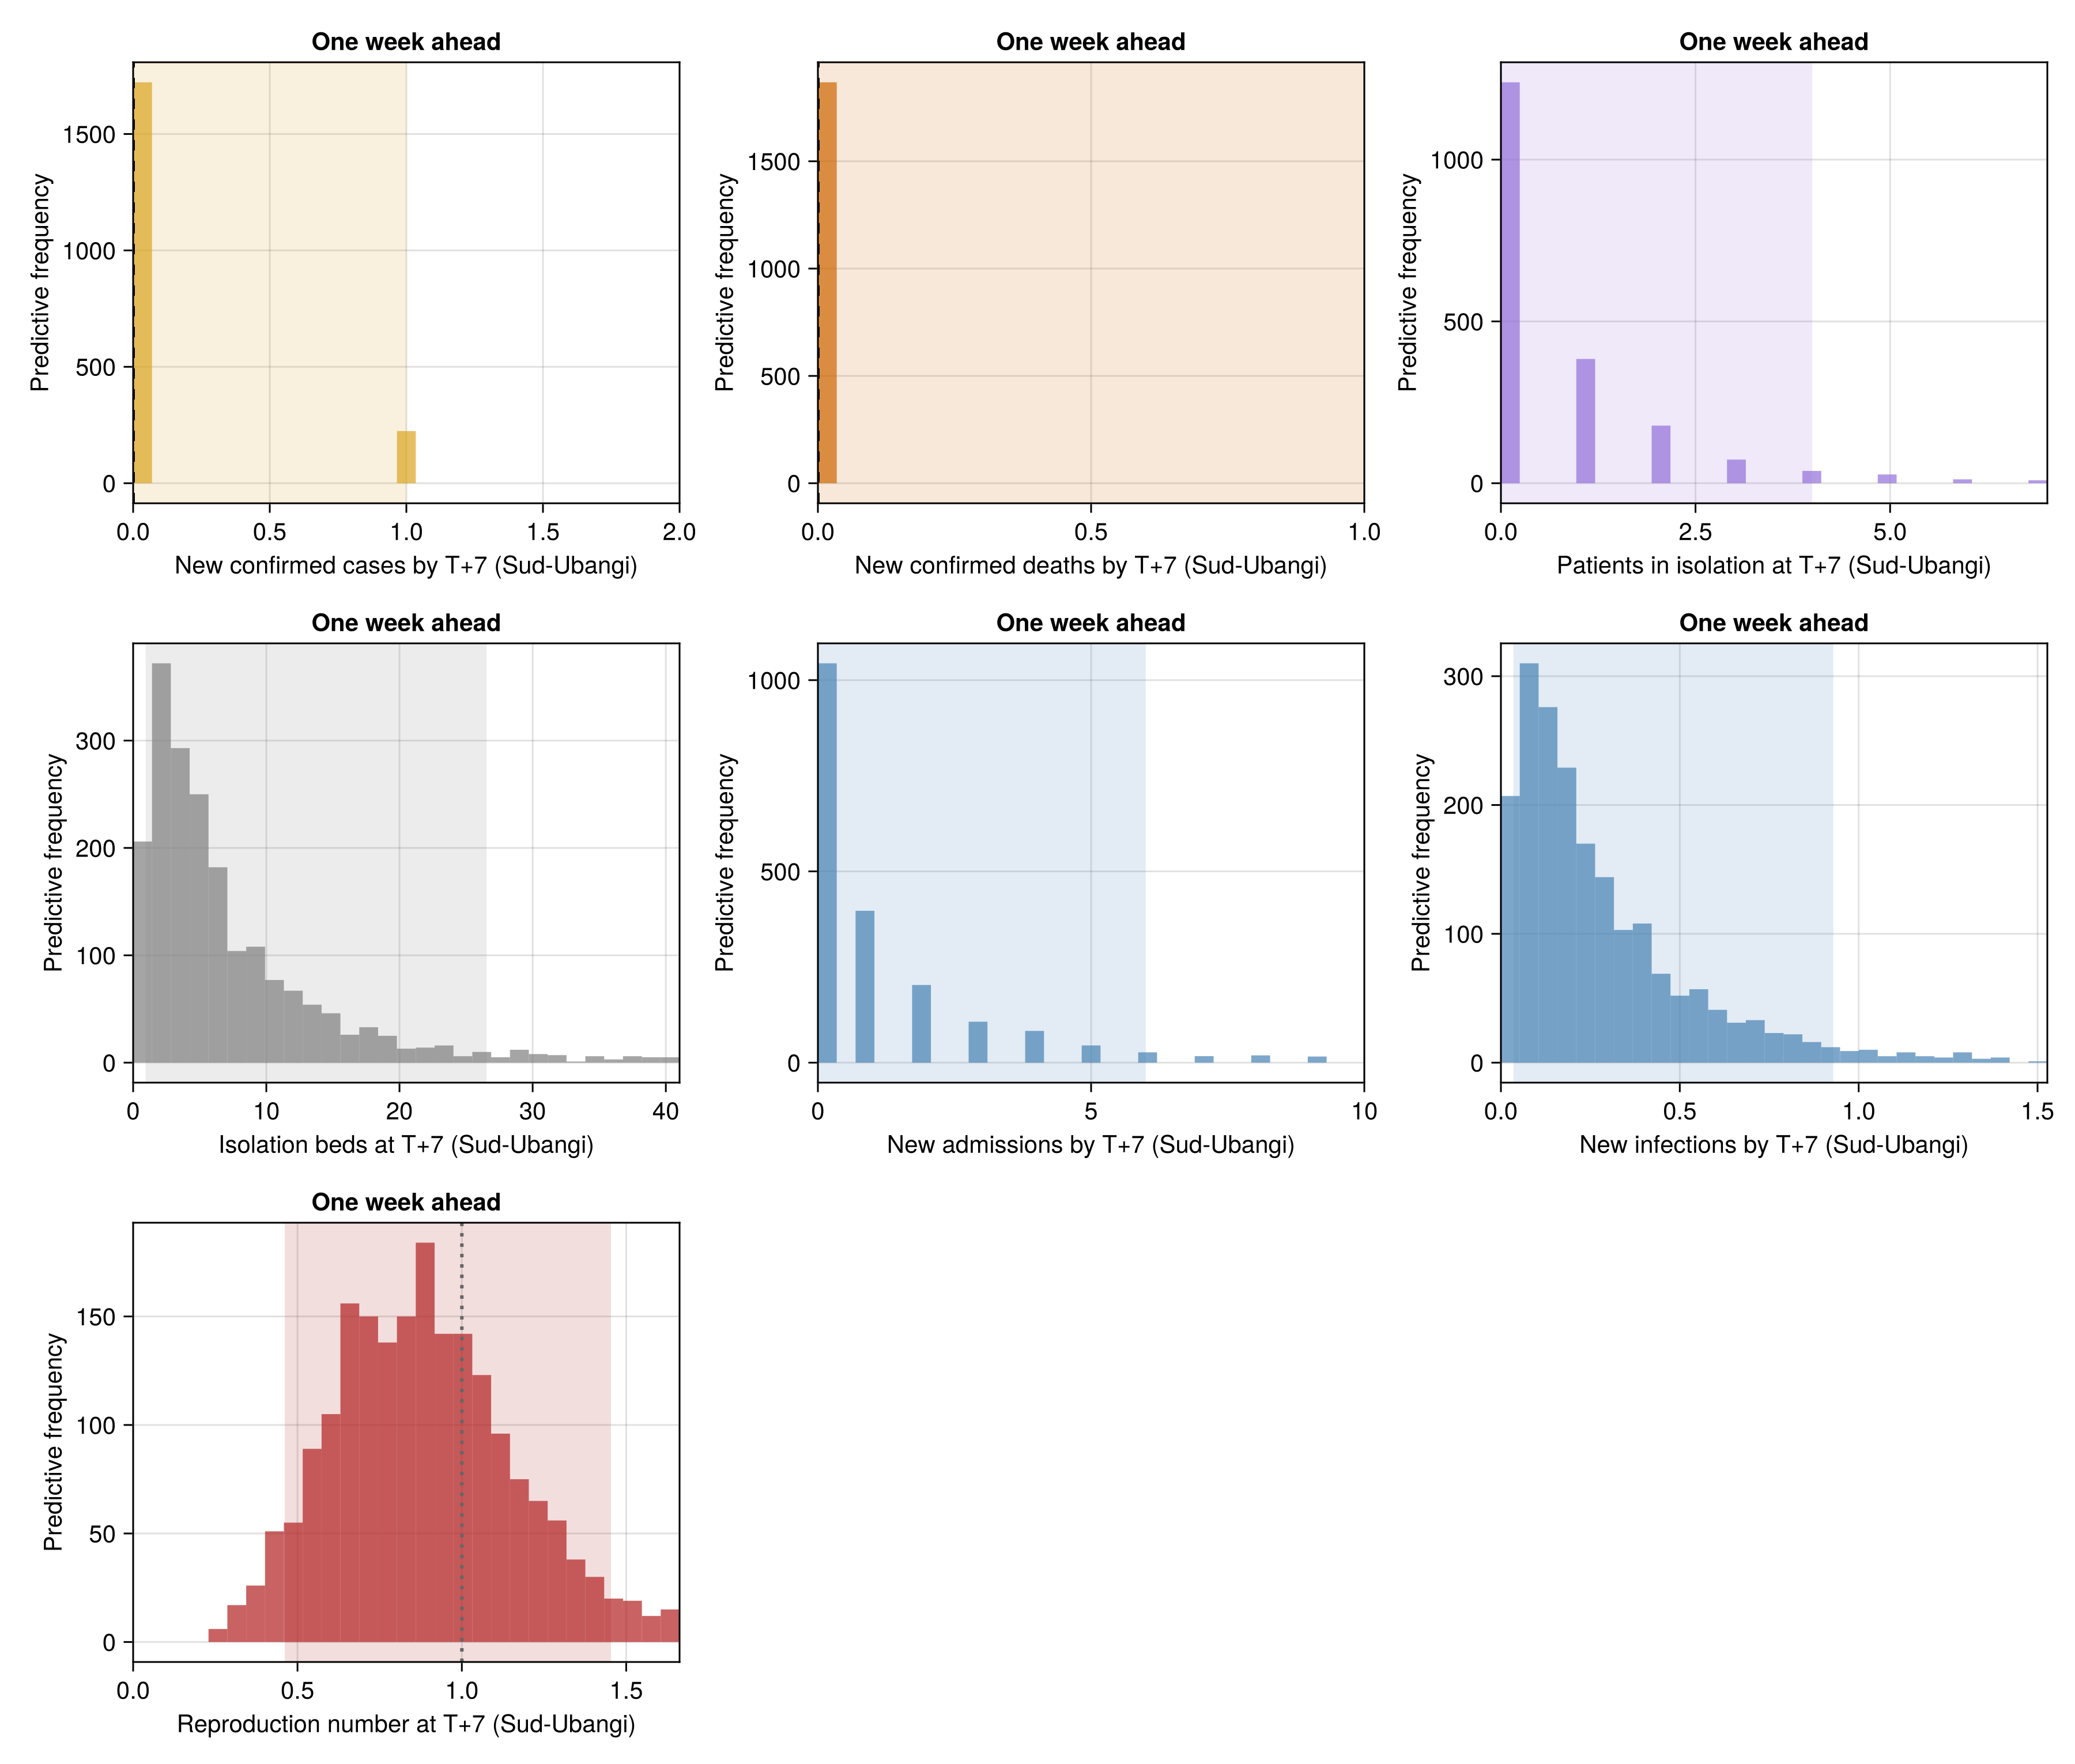 One week ahead
Predictive frequency
1500
1000
500
0
0.0 0.5 1.0 1.5 2.0
New confirmed cases by T+7 (Sud-Ubangi)
One week ahead
Predictive frequency
1500
1000
500
0
0.0 0.5 1.0
New confirmed deaths by T+7 (Sud-Ubangi)
One week ahead
Predictive frequency
1000
500
0
0.0 2.5 5.0
Patients in isolation at T+7 (Sud-Ubangi)
One week ahead
Predictive frequency
300
200
100
0
0 10 20 30 40
Isolation beds at T+7 (Sud-Ubangi)
One week ahead
Predictive frequency
1000
500
0
0 5 10
New admissions by T+7 (Sud-Ubangi)
One week ahead
Predictive frequency
300
200
100
0
0.0 0.5 1.0 1.5
New infections by T+7 (Sud-Ubangi)
One week ahead
Predictive frequency
150
100
50
0
0.0 0.5 1.0 1.5
Reproduction number at T+7 (Sud-Ubangi)